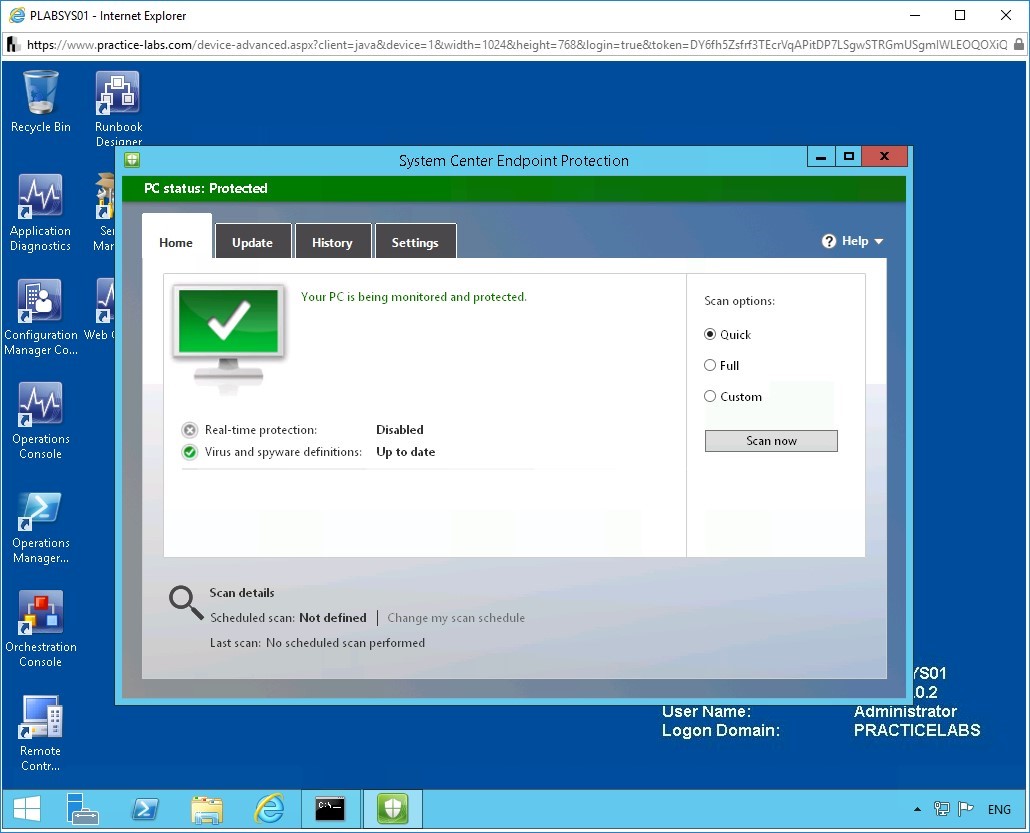 PLABSYS01 - Internet Explorer
https://www.practice-labs.com/device-advanced.aspx?client=java&device=1&width=1024&height=768&login=true&token=DY6fh5Zsfrf3TEcrVqAPitDP7LSgwSTRGmUSgmIWLEOQOXiQ
Recycle Bin
Runbook
Designer
Application
Diagnostics
Configuration
Manager Co...
Web
Operations
Console
Operations
Manager...
Orchestration
Console
Remote
Contr...
System Center Endpoint Protection
PC status: Protected
Home
Update
History
Settings
Help
Your PC is being monitored and protected.
Real-time protection: Disabled
Virus and spyware definitions: Up to date
Scan options:
Quick
Full
Custom
Scan now
Scan details
Scheduled scan: Not defined | Change my scan schedule
Last scan: No scheduled scan performed
YS01
.0.2
User Name: Administrator
Logon Domain: PRACTICELABS
C:\_
ENG